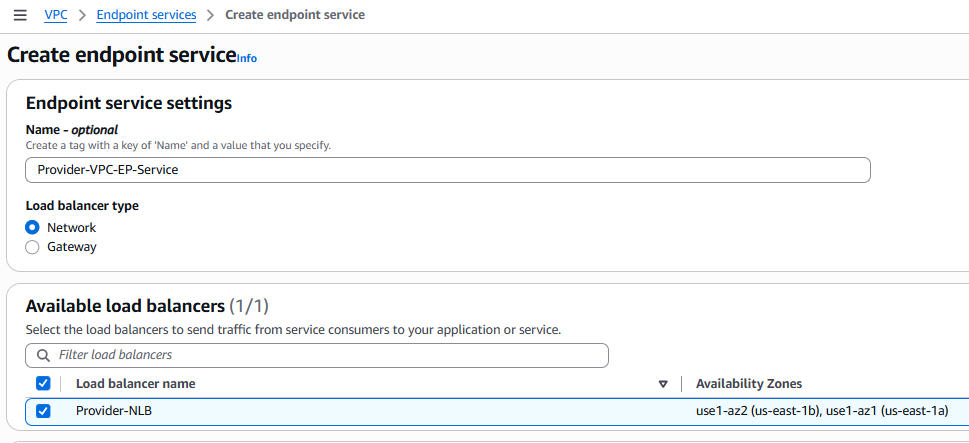 VPC > Endpoint services > Create endpoint service
Create endpoint service Info
Endpoint service settings
Name - optional
Create a tag with a key of 'Name' and a value that you specify.
Provider-VPC-EP-Service
Load balancer type
Network
Gateway
Available load balancers (1/1)
Select the load balancers to send traffic from service consumers to your application or service.
Filter load balancers
Load balancer name Availability Zones
Provider-NLB use1-az2 (us-east-1b), use1-az1 (us-east-1a)